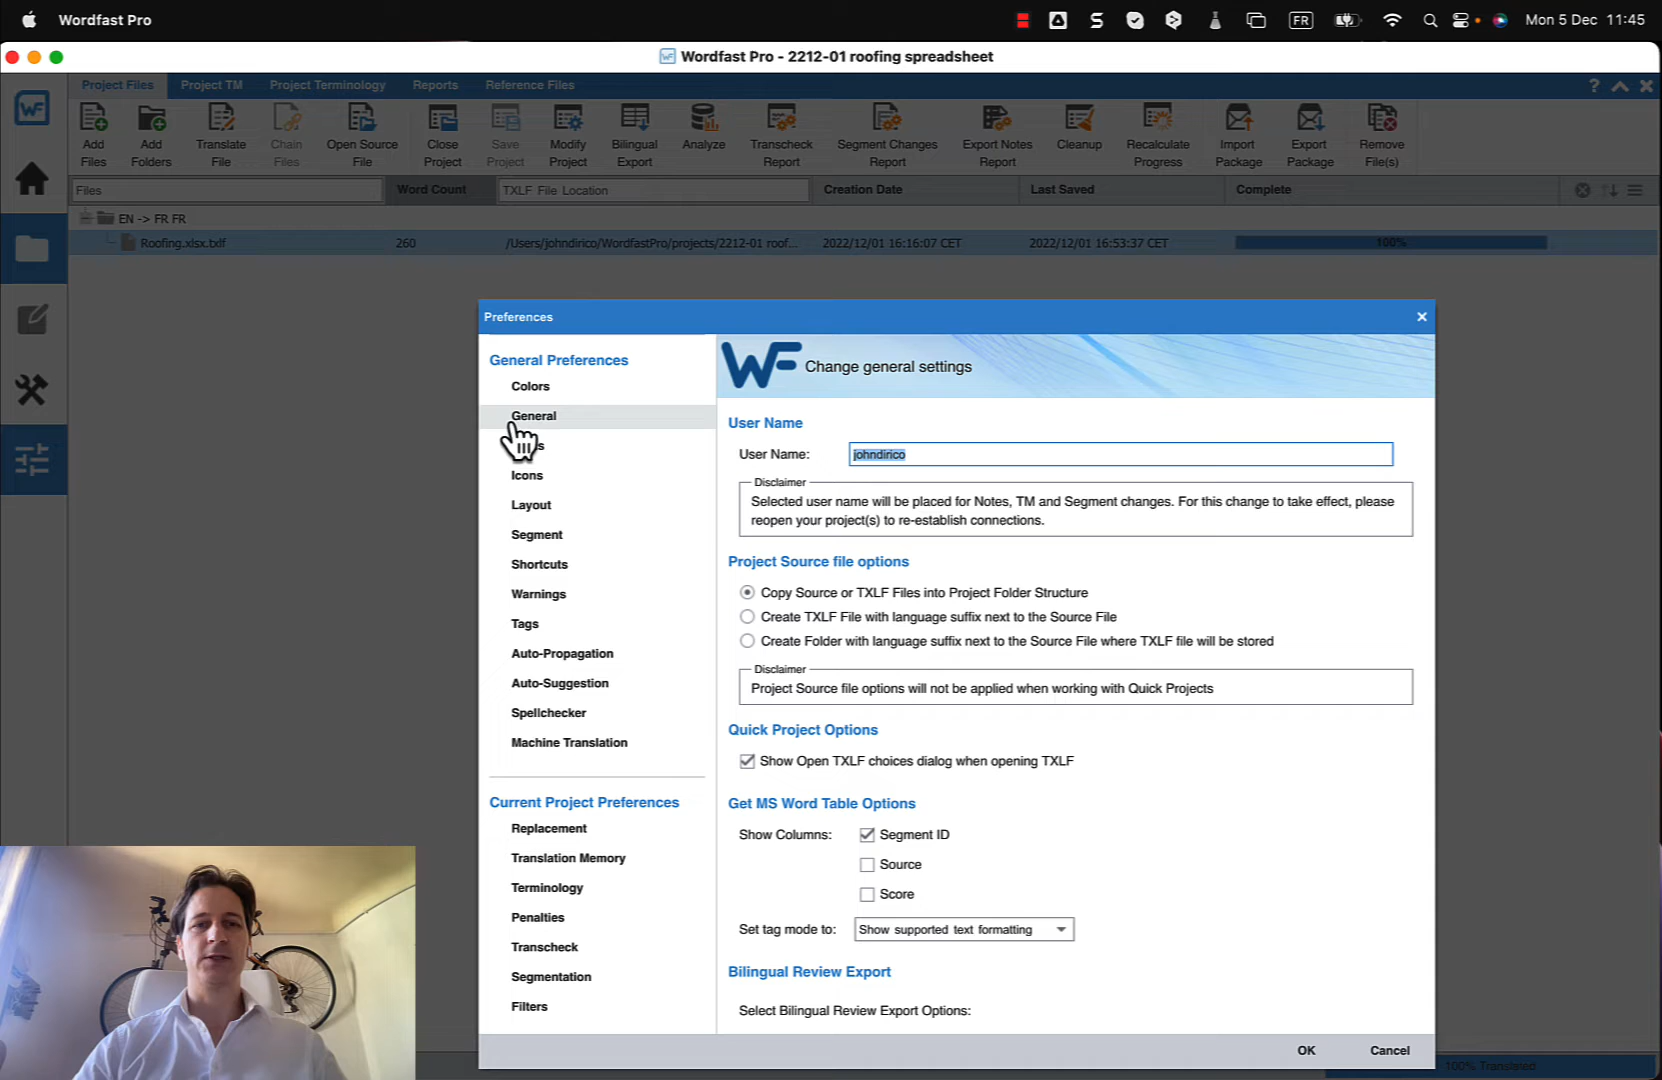 Wordfast Pro
FR
Mon 5 Dec 11:45
Wordfast Pro - 2212-01 roofing spreadsheet
Project Files
Project TM
Project Terminology
Reports
Reference Files
Add Files
Add Folders
Translate File
Chain Files
Open Source File
Close Project
Save Project
Modify Project
Bilingual Export
Analyze
Transcheck Report
Segment Changes Report
Export Notes Report
Cleanup
Recalculate Progress
Import Package
Export Package
Remove File(s)
Files
Word Count
TXLF File Location
Creation Date
Last Saved
Complete
EN -> FR FR
Roofing.xlsx.txlf
260
/Users/johndirico/WordfastPro/projects/2212-01 roof...
2022/12/01 16:16:07 CET
2022/12/01 16:53:37 CET
100%
Preferences
General Preferences
Colors
General
Icons
Layout
Segment
Shortcuts
Warnings
Tags
Auto-Propagation
Auto-Suggestion
Spellchecker
Machine Translation
Current Project Preferences
Replacement
Translation Memory
Terminology
Penalties
Transcheck
Segmentation
Filters
WF
Change general settings
User Name
User Name:
johndirico
Disclaimer
Selected user name will be placed for Notes, TM and Segment changes. For this change to take effect, please
reopen your project(s) to re-establish connections.
Project Source file options
Copy Source or TXLF Files into Project Folder Structure
Create TXLF File with language suffix next to the Source File
Create Folder with language suffix next to the Source File where TXLF file will be stored
Disclaimer
Project Source file options will not be applied when working with Quick Projects
Quick Project Options
Show Open TXLF choices dialog when opening TXLF
Get MS Word Table Options
Show Columns:
Segment ID
Source
Score
Set tag mode to:
Show supported text formatting
Bilingual Review Export
Select Bilingual Review Export Options:
OK
Cancel
100% Translated